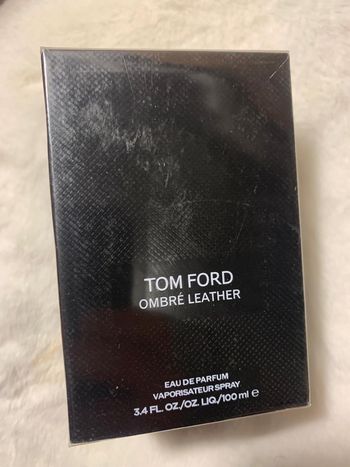 TOM FORD
OMBRÉ LEATHER
EAU DE PARFUM
VAPORISATEUR SPRAY
3.4 FL. OZ./OZ. LIQ/100 ml ℮